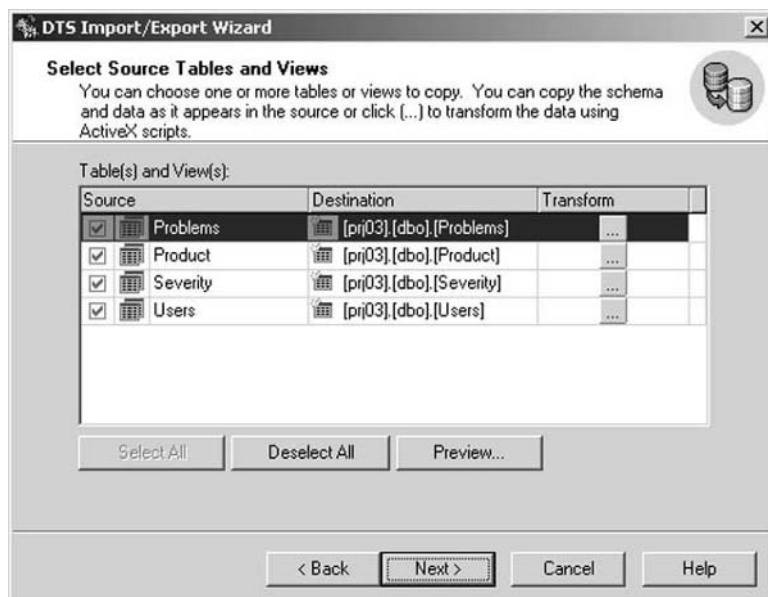 DTS Import/Export Wizard
Select Source Tables and Views
You can choose one or more tables or views to copy. You can copy the schema
and data as it appears in the source or click (...) to transform the data using
ActiveX scripts.
Table(s) and View(s):
Source Destination Transform
Problems [prj03].[dbo].[Problems] ...
Product [prj03].[dbo].[Product] ...
Severity [prj03].[dbo].[Severity] ...
Users [prj03].[dbo].[Users] ...
Select All Deselect All Preview...
< Back Next > Cancel Help